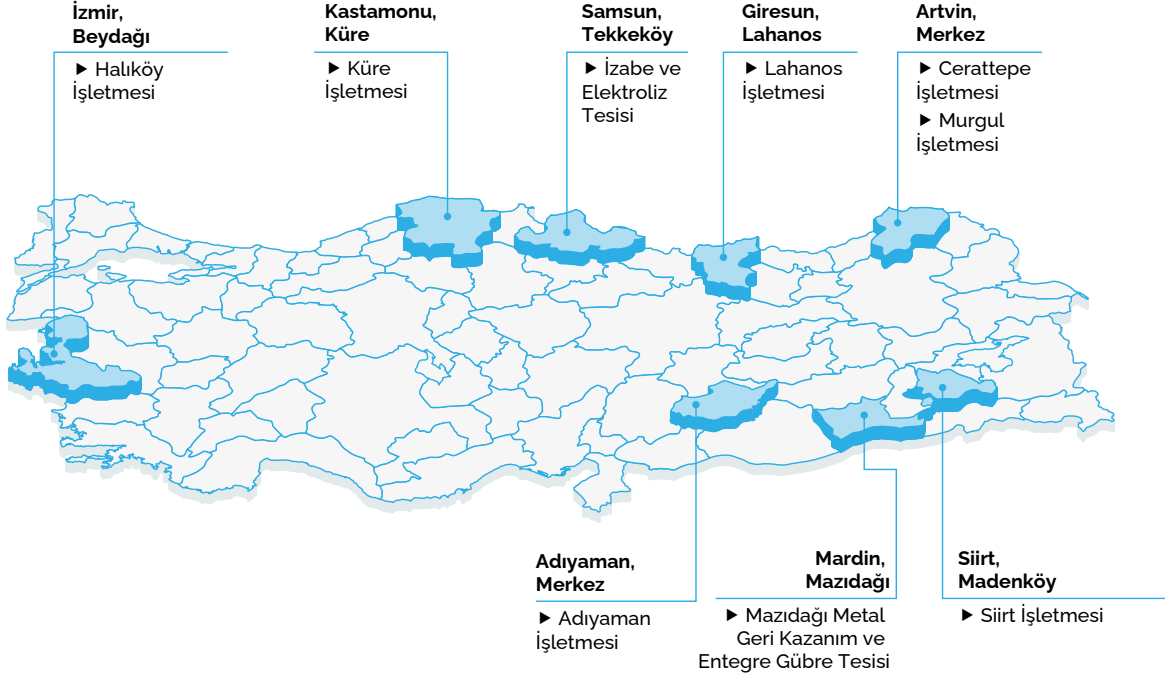 İzmir,
Beydağı
▶ Halıköy
İşletmesi
Kastamonu,
Küre
▶ Küre
İşletmesi
Samsun,
Tekkeköy
▶ İzabe ve
Elektroliz
Tesisi
Giresun,
Lahanos
▶ Lahanos
İşletmesi
Artvin,
Merkez
▶ Cerattepe
İşletmesi
▶ Murgul
İşletmesi
Adıyaman,
Merkez
▶ Adıyaman
İşletmesi
Mardin,
Mazıdağı
▶ Mazıdağı Metal
Geri Kazanım ve
Entegre Gübre Tesisi
Siirt,
Madenköy
▶ Siirt İşletmesi